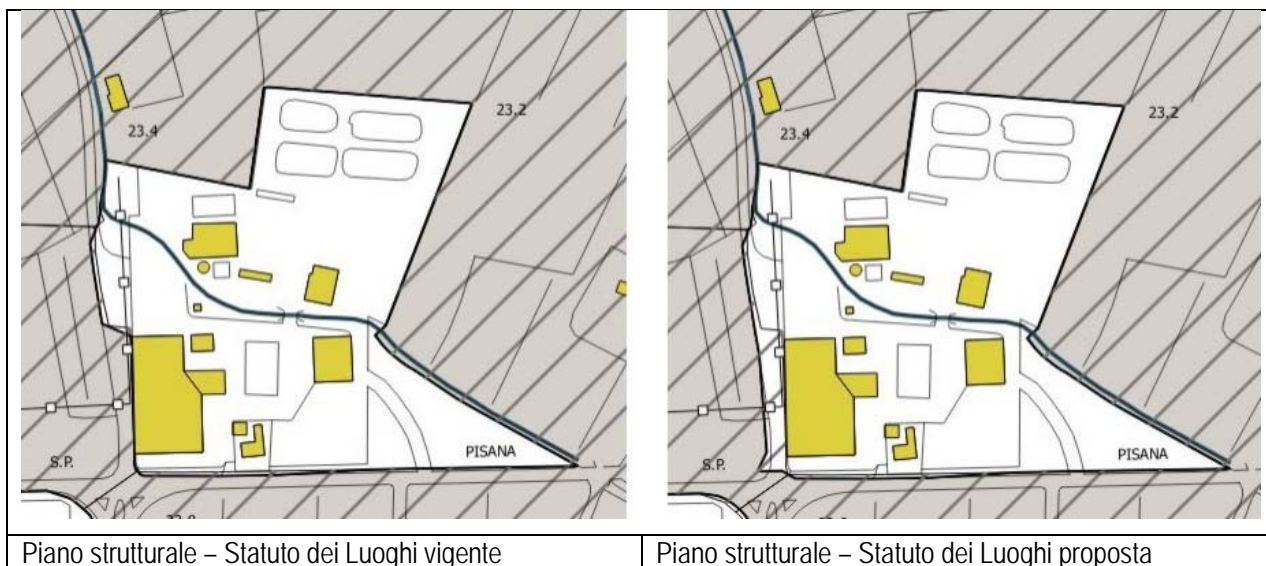 23.2
23.4
S.P.
PISANA
23.2
23.4
S.P.
PISANA
Piano strutturale – Statuto dei Luoghi vigente
Piano strutturale – Statuto dei Luoghi proposta